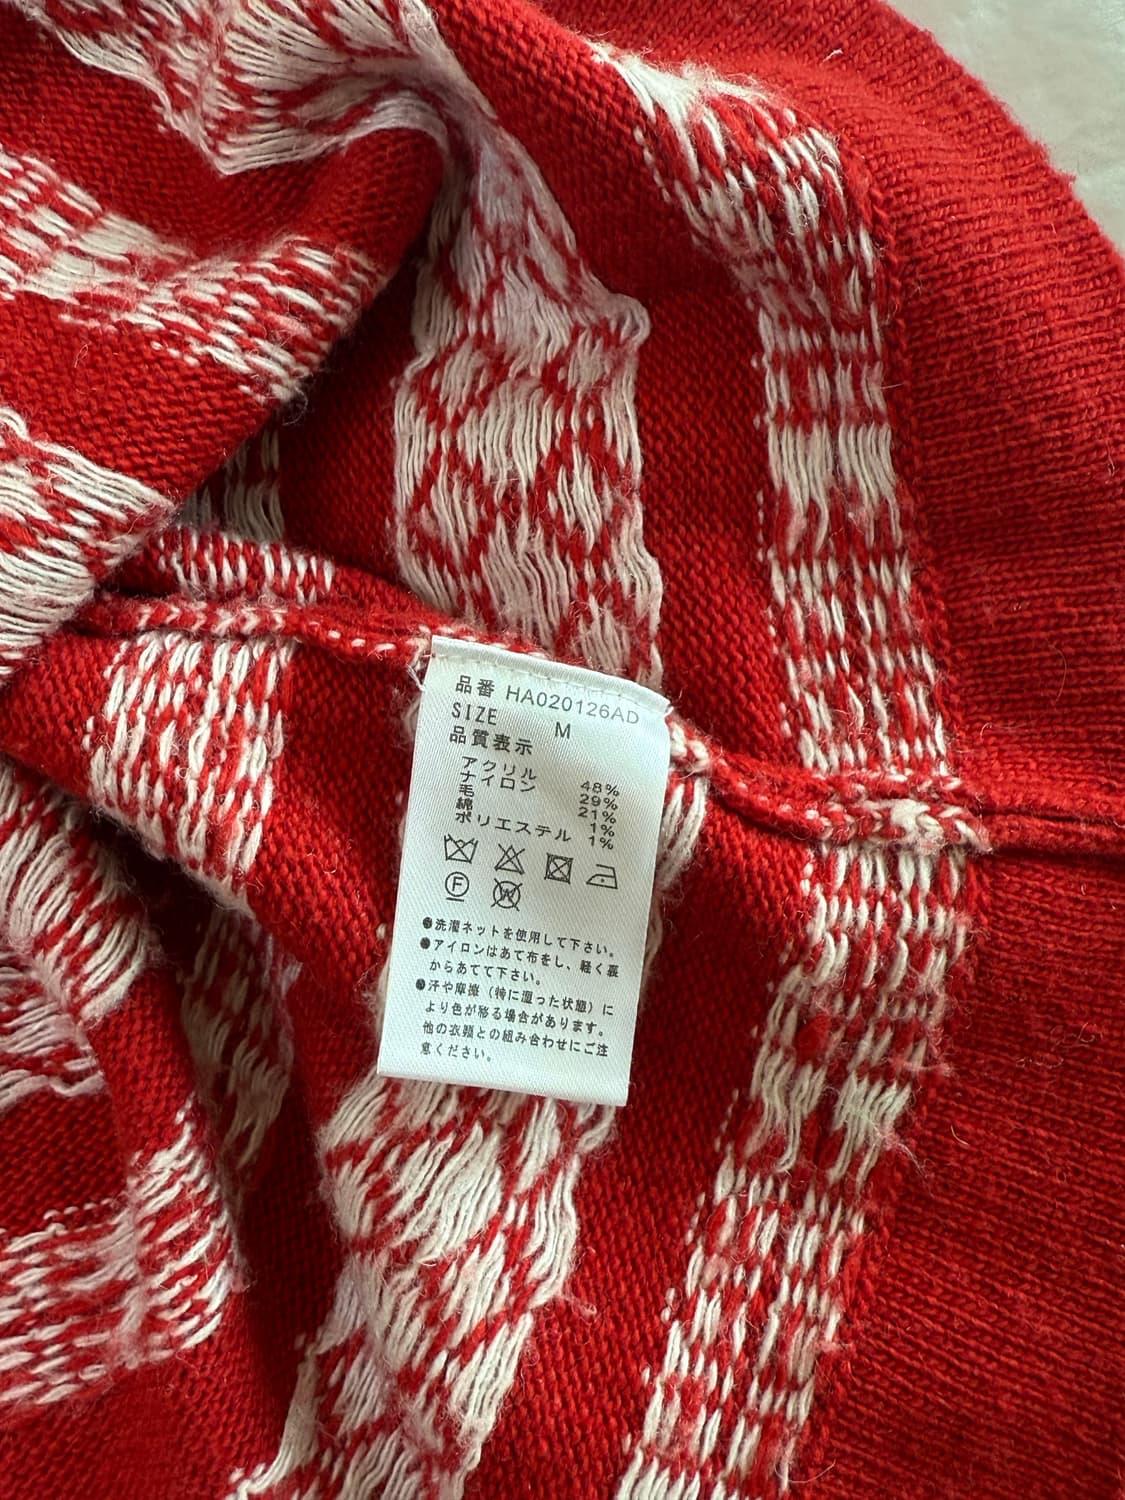 品番 HA020126AD
SIZE M
品質表示
アクリル 48%
ナイロン 29%
毛 21%
綿 1%
ポリエステル 1%
F W
●洗濯ネットを使用して下さい。
●アイロンはあて布をし、軽く裏
からあてて下さい。
●汗や摩擦（特に湿った状態）に
より色が移る場合があります。
他の衣類との組み合わせにご注
意ください。